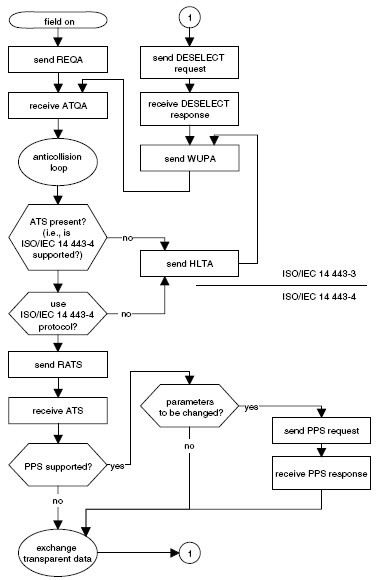 field on
1
send REQA
send DESELECT
request
receive ATQA
receive DESELECT
response
anticollision
loop
send WUPA
ATS present?
(i.e., is
ISO/IEC 14 443-4
supported?)
no
send HLTA
ISO/IEC 14 443-3
ISO/IEC 14 443-4
use
ISO/IEC 14 443-4
protocol?
no
send RATS
receive ATS
parameters
to be changed?
yes
send PPS request
PPS supported?
yes
no
receive PPS response
no
exchange
transparent data
1